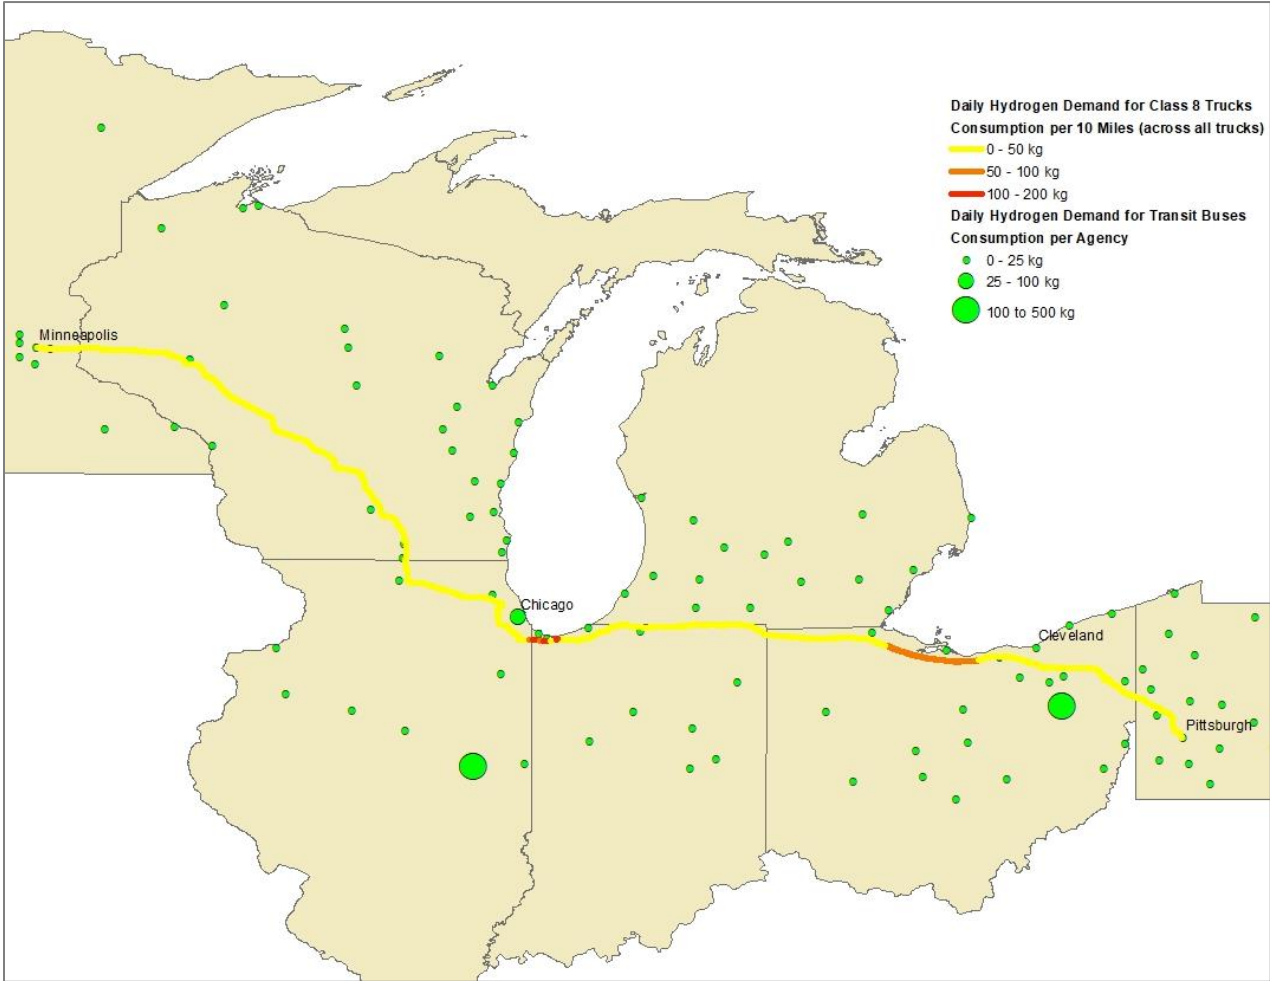 Daily Hydrogen Demand for Class 8 Trucks
Consumption per 10 Miles (across all trucks)
0 - 50 kg
50 - 100 kg
100 - 200 kg
Daily Hydrogen Demand for Transit Buses
Consumption per Agency
0 - 25 kg
25 - 100 kg
100 to 500 kg
Minneapolis
Chicago
Cleveland
Pittsburgh